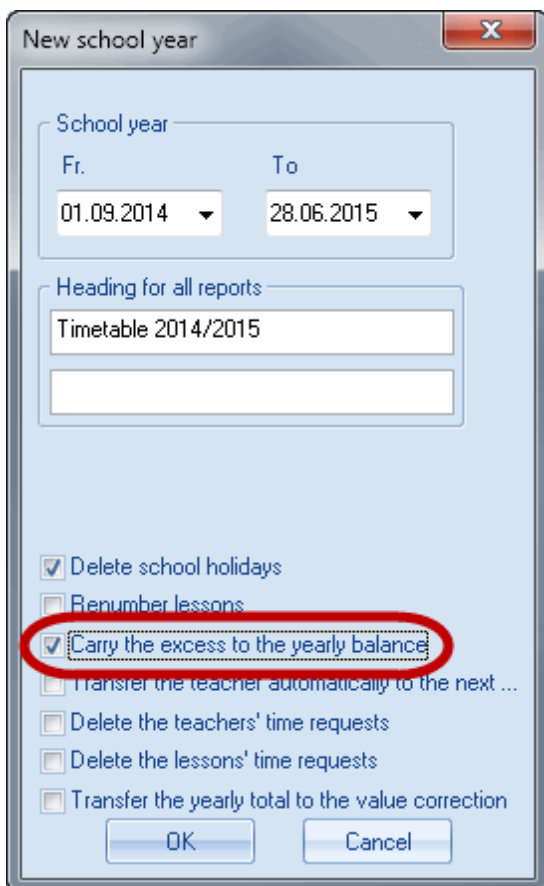 New school year
School year
Fr. To
01.09.2014 28.06.2015
Heading for all reports
Timetable 2014/2015
Delete school holidays
Renumber lessons
Carry the excess to the yearly balance
Transfer the teacher automatically to the next ...
Delete the teachers' time requests
Delete the lessons' time requests
Transfer the yearly total to the value correction
OK Cancel